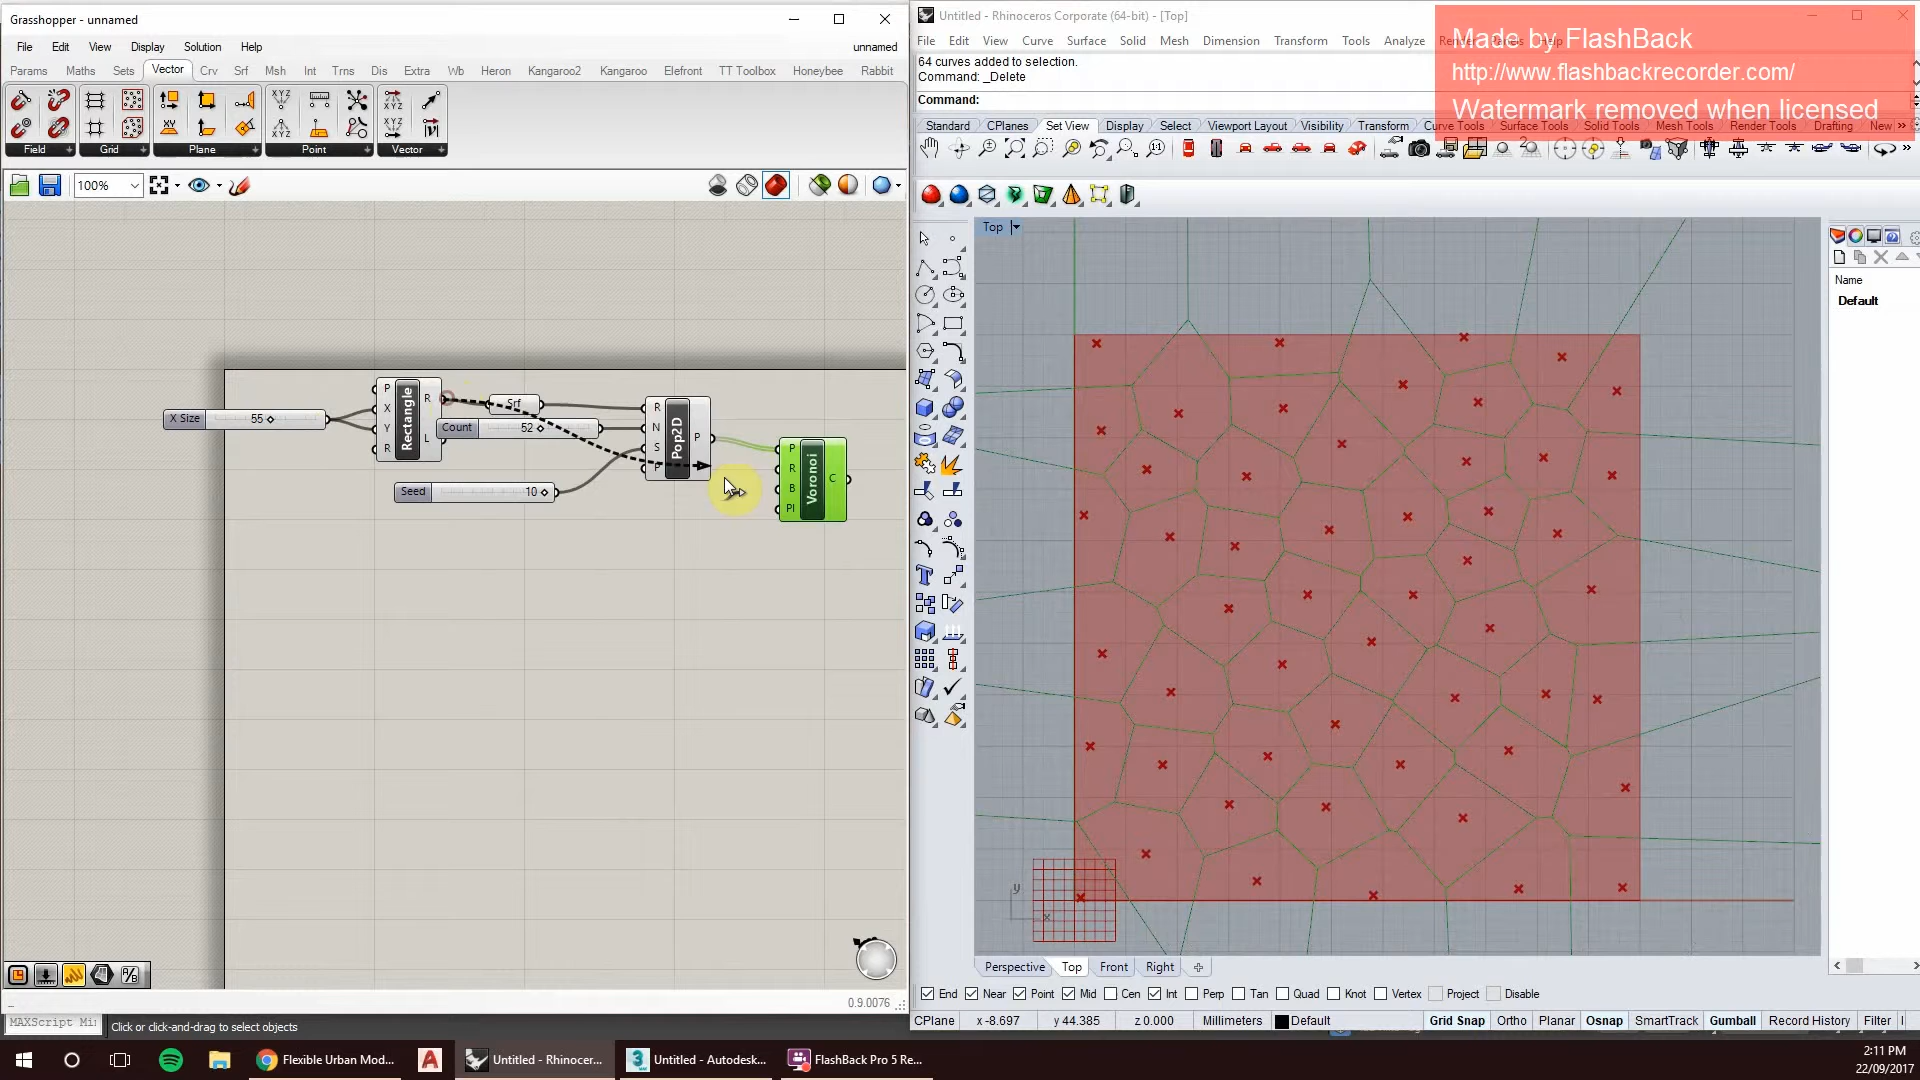 Grasshopper - unnamed
File Edit View Display Solution Help
unnamed
Params Maths Sets Vector Crv Srf Msh Int Trns Dis Extra Wb Heron Kangaroo2 Kangaroo Elefront TT Toolbox Honeybee Rabbit
Field Grid Plane Point Vector
100%
X Size 55
P X Y R Rectangle R L
Srf
Count 52
Seed 10
R N S P Pop2D P
P R B Pl Voronoi C
0.9.0076
Untitled - Rhinoceros Corporate (64-bit) - [Top]
File Edit View Curve Surface Solid Mesh Dimension Transform Tools Analyze Render Panels Help
Made by FlashBack
http://www.flashbackrecorder.com/
Watermark removed when licensed
64 curves added to selection.
Command: _Delete
Command:
Standard CPlanes Set View Display Select Viewport Layout Visibility Transform Curve Tools Surface Tools Solid Tools Mesh Tools Render Tools Drafting New
Top
y
x
Name
Default
Perspective Top Front Right
End Near Point Mid Cen Int Perp Tan Quad Knot Vertex Project Disable
CPlane x -8.697 y 44.385 z 0.000 Millimeters Default Grid Snap Ortho Planar Osnap SmartTrack Gumball Record History Filter
MAXScript Mi
Click or click-and-drag to select objects
Flexible Urban Mod...
Untitled - Rhinocer...
Untitled - Autodesk...
FlashBack Pro 5 Re...
2:11 PM
22/09/2017